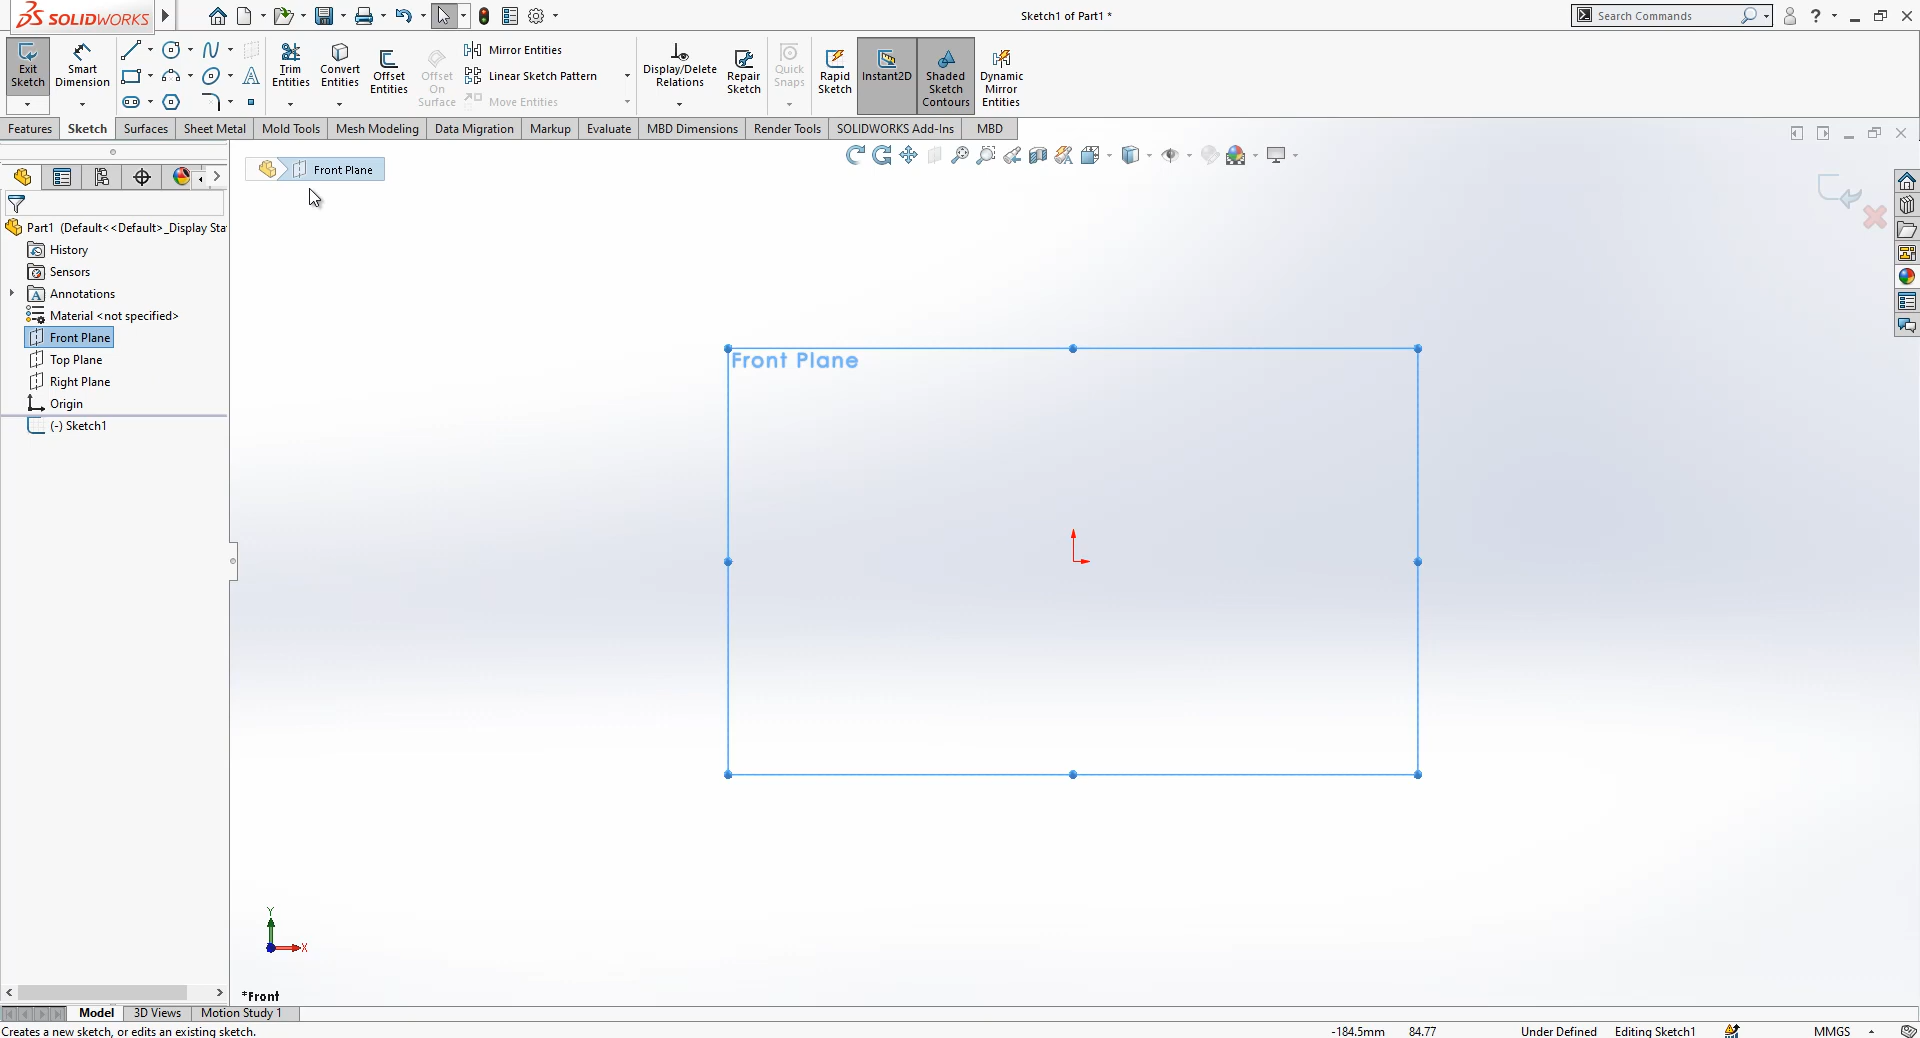 SOLIDWORKS
Sketch1 of Part1 *
Search Commands
?
Exit Sketch
Smart Dimension
Trim Entities
Convert Entities
Offset Entities
Offset On Surface
Mirror Entities
Linear Sketch Pattern
Move Entities
Display/Delete Relations
Repair Sketch
Quick Snaps
Rapid Sketch
Instant2D
Shaded Sketch Contours
Dynamic Mirror Entities
Features
Sketch
Surfaces
Sheet Metal
Mold Tools
Mesh Modeling
Data Migration
Markup
Evaluate
MBD Dimensions
Render Tools
SOLIDWORKS Add-Ins
MBD
Front Plane
Part1 (Default<<Default>_Display Sta
History
Sensors
Annotations
Material <not specified>
Front Plane
Top Plane
Right Plane
Origin
(-) Sketch1
Front Plane
Y
X
*Front
Model
3D Views
Motion Study 1
Creates a new sketch, or edits an existing sketch.
-184.5mm
84.77
Under Defined
Editing Sketch1
MMGS